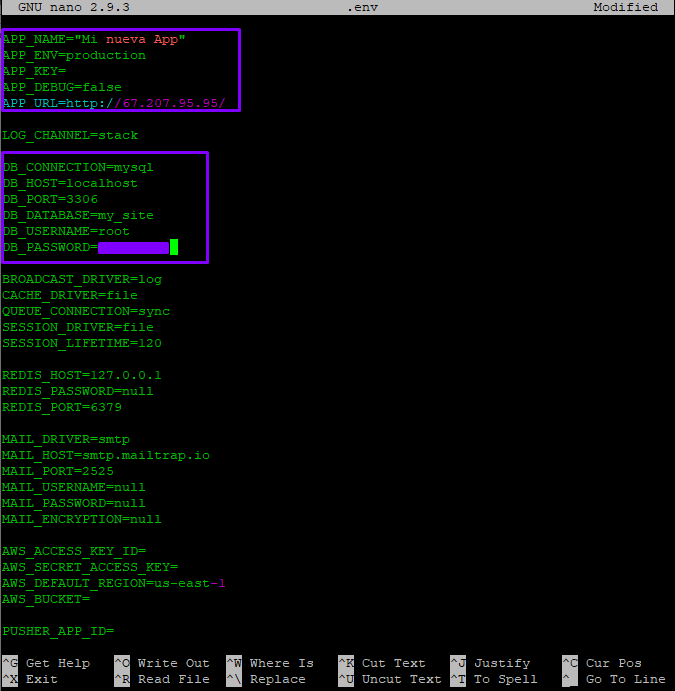 GNU nano 2.9.3 .env Modified
APP_NAME="Mi nueva App"
APP_ENV=production
APP_KEY=
APP_DEBUG=false
APP_URL=http://67.207.95.95/
LOG_CHANNEL=stack
DB_CONNECTION=mysql
DB_HOST=localhost
DB_PORT=3306
DB_DATABASE=my_site
DB_USERNAME=root
DB_PASSWORD=
BROADCAST_DRIVER=log
CACHE_DRIVER=file
QUEUE_CONNECTION=sync
SESSION_DRIVER=file
SESSION_LIFETIME=120
REDIS_HOST=127.0.0.1
REDIS_PASSWORD=null
REDIS_PORT=6379
MAIL_DRIVER=smtp
MAIL_HOST=smtp.mailtrap.io
MAIL_PORT=2525
MAIL_USERNAME=null
MAIL_PASSWORD=null
MAIL_ENCRYPTION=null
AWS_ACCESS_KEY_ID=
AWS_SECRET_ACCESS_KEY=
AWS_DEFAULT_REGION=us-east-1
AWS_BUCKET=
PUSHER_APP_ID=
^G Get Help ^O Write Out ^W Where Is ^K Cut Text ^J Justify ^C Cur Pos
^X Exit ^R Read File ^\ Replace ^U Uncut Text ^T To Spell ^_ Go To Line